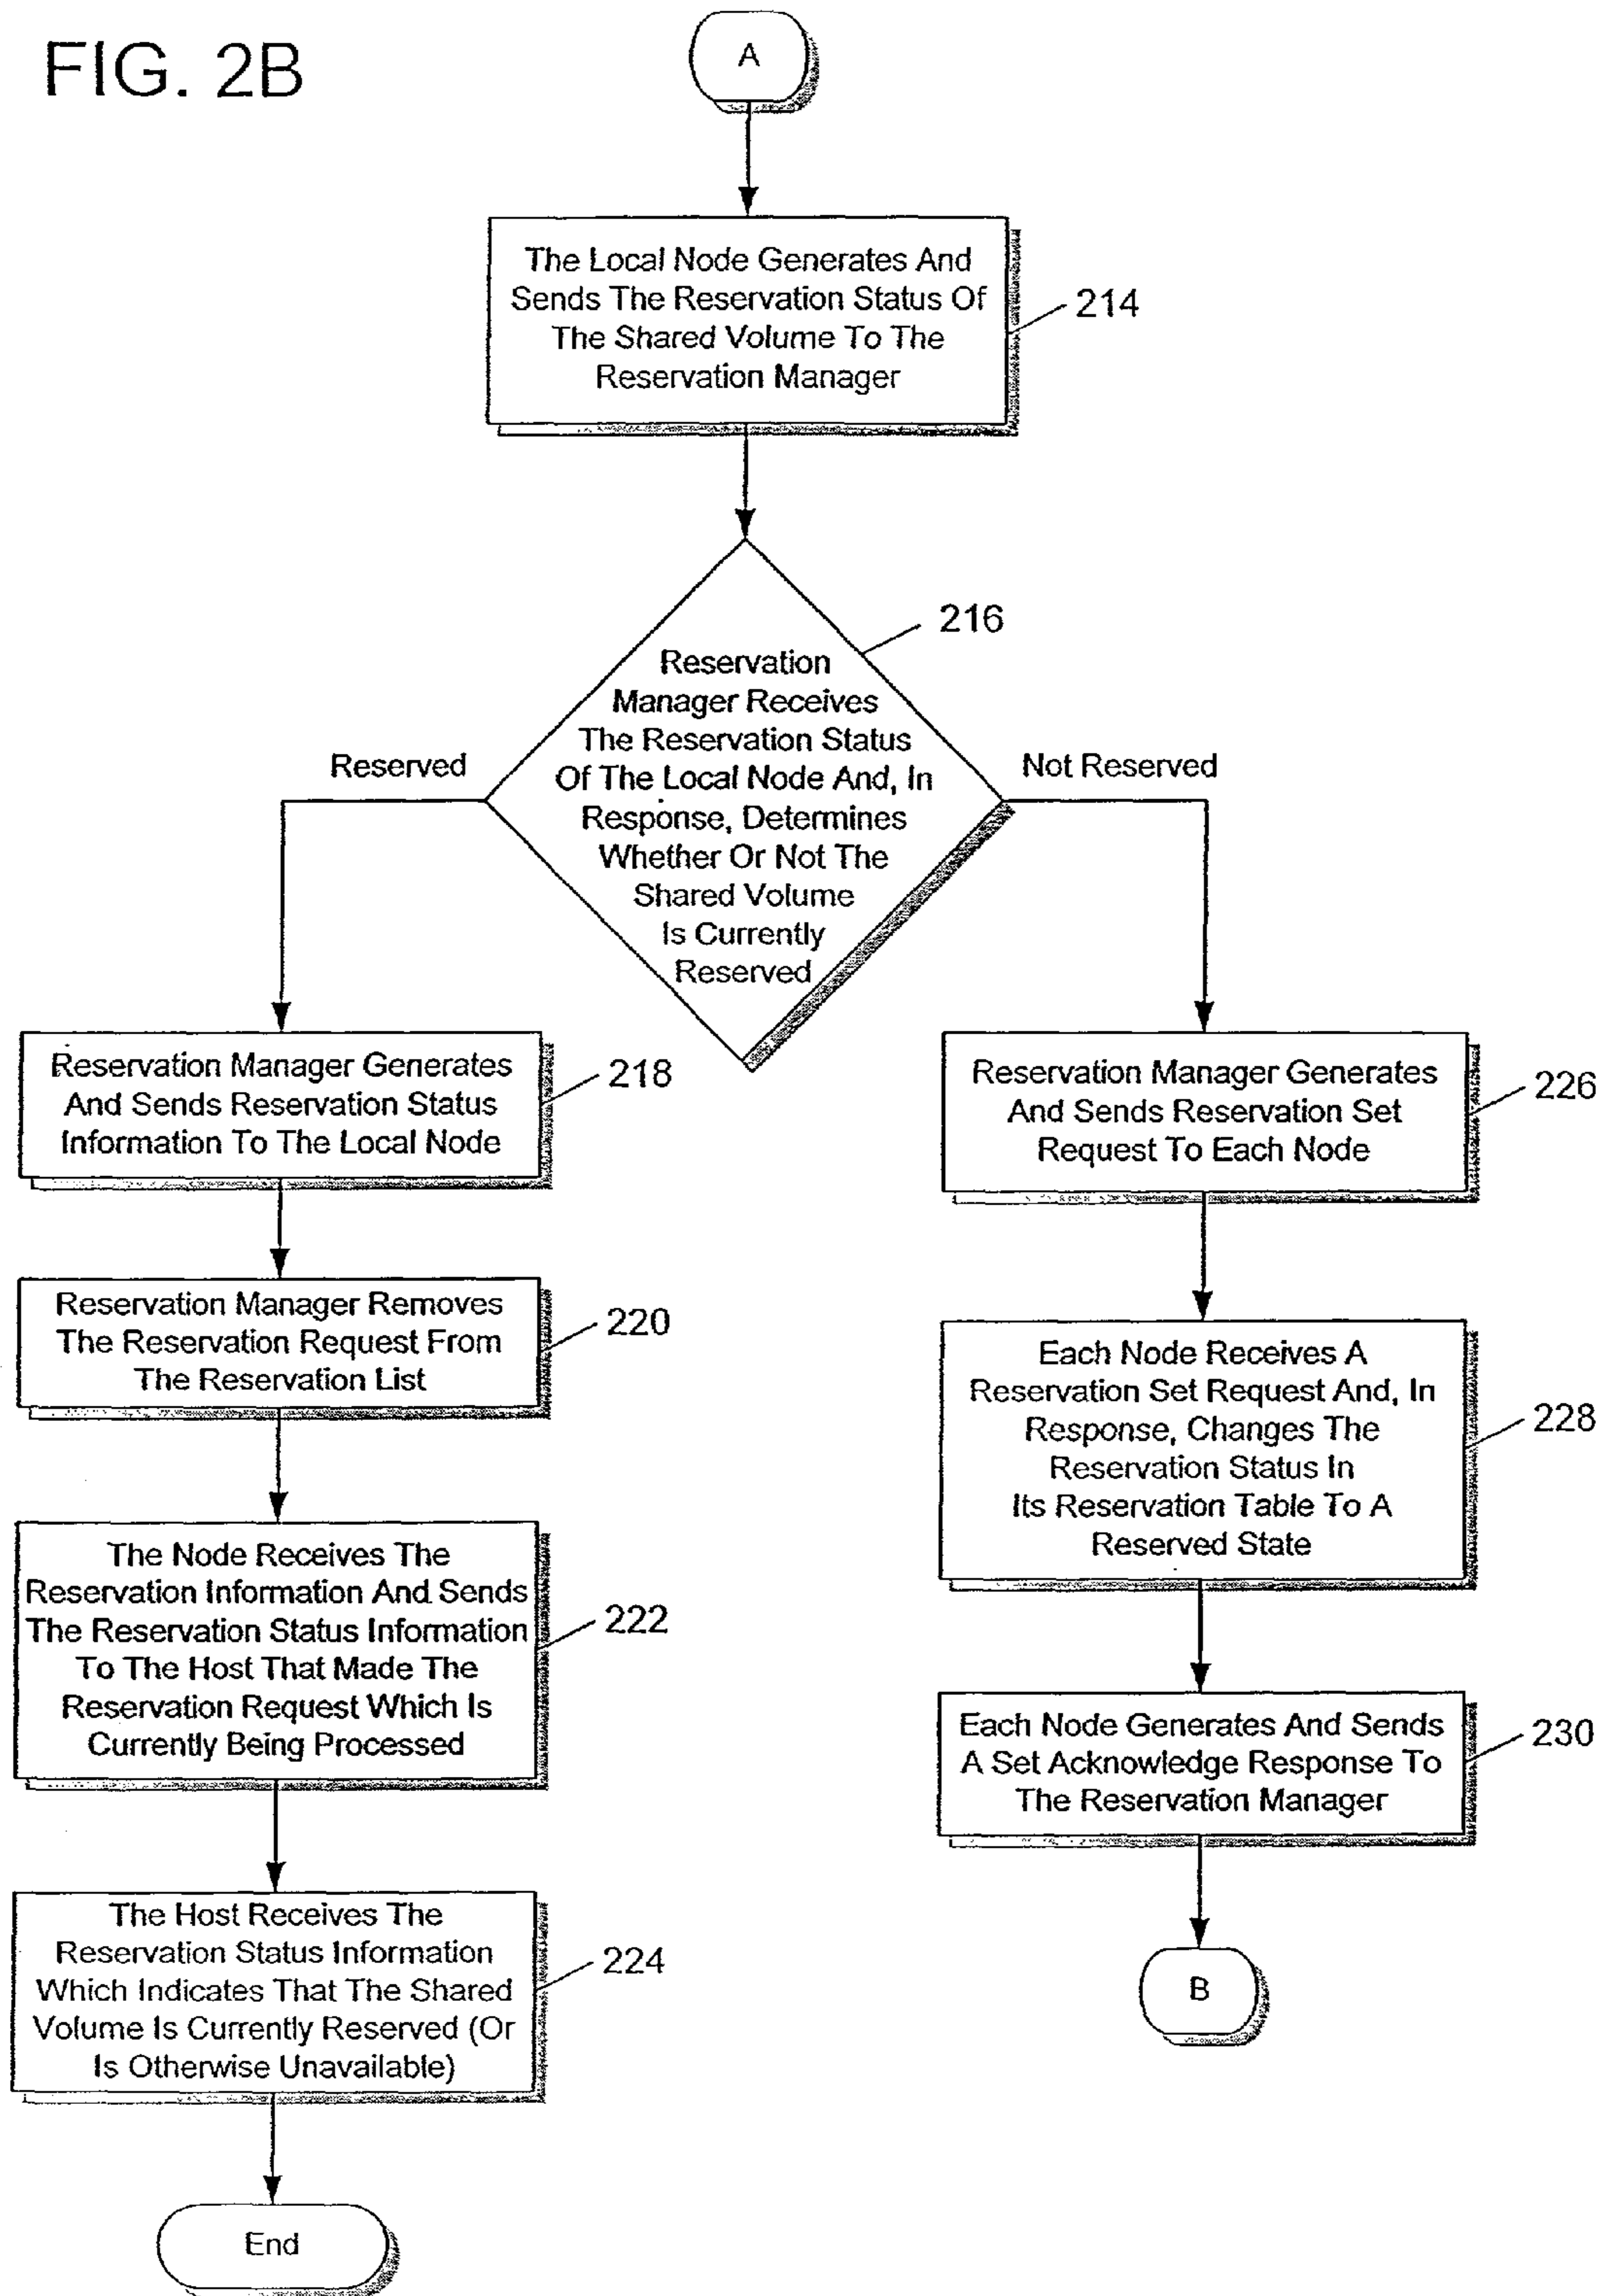 FIG. 2B
A
The Local Node Generates And
Sends The Reservation Status Of
The Shared Volume To The
Reservation Manager
214
216
Reservation
Manager Receives
The Reservation Status
Of The Local Node And, In
Response, Determines
Whether Or Not The
Shared Volume
Is Currently
Reserved
Reserved
Not Reserved
Reservation Manager Generates
And Sends Reservation Status
Information To The Local Node
218
Reservation Manager Removes
The Reservation Request From
The Reservation List
220
The Node Receives The
Reservation Information And Sends
The Reservation Status Information
To The Host That Made The
Reservation Request Which Is
Currently Being Processed
222
The Host Receives The
Reservation Status Information
Which Indicates That The Shared
Volume Is Currently Reserved (Or
Is Otherwise Unavailable)
224
End
Reservation Manager Generates
And Sends Reservation Set
Request To Each Node
226
Each Node Receives A
Reservation Set Request And, In
Response, Changes The
Reservation Status In
Its Reservation Table To A
Reserved State
228
Each Node Generates And Sends
A Set Acknowledge Response To
The Reservation Manager
230
B